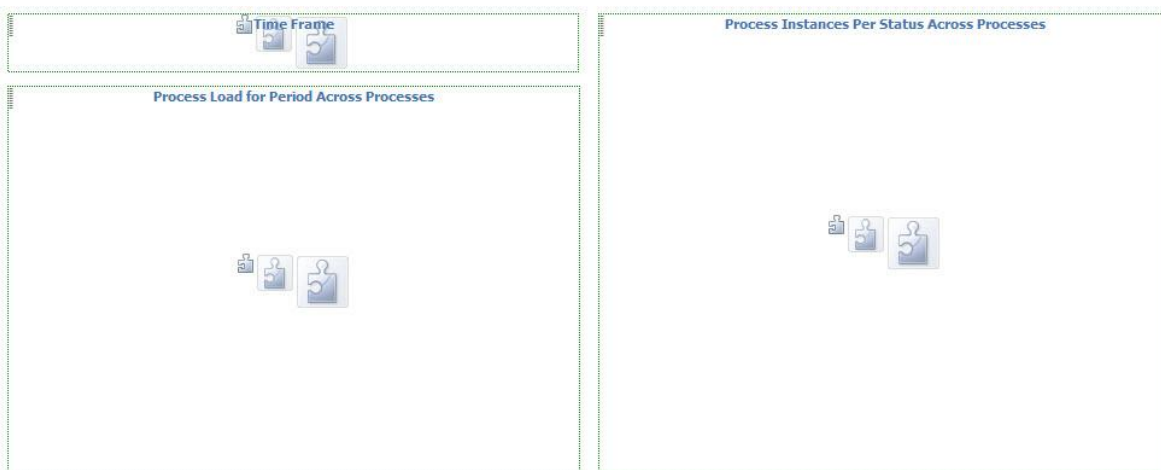 Time Frame
Process Load for Period Across Processes
Process Instances Per Status Across Processes